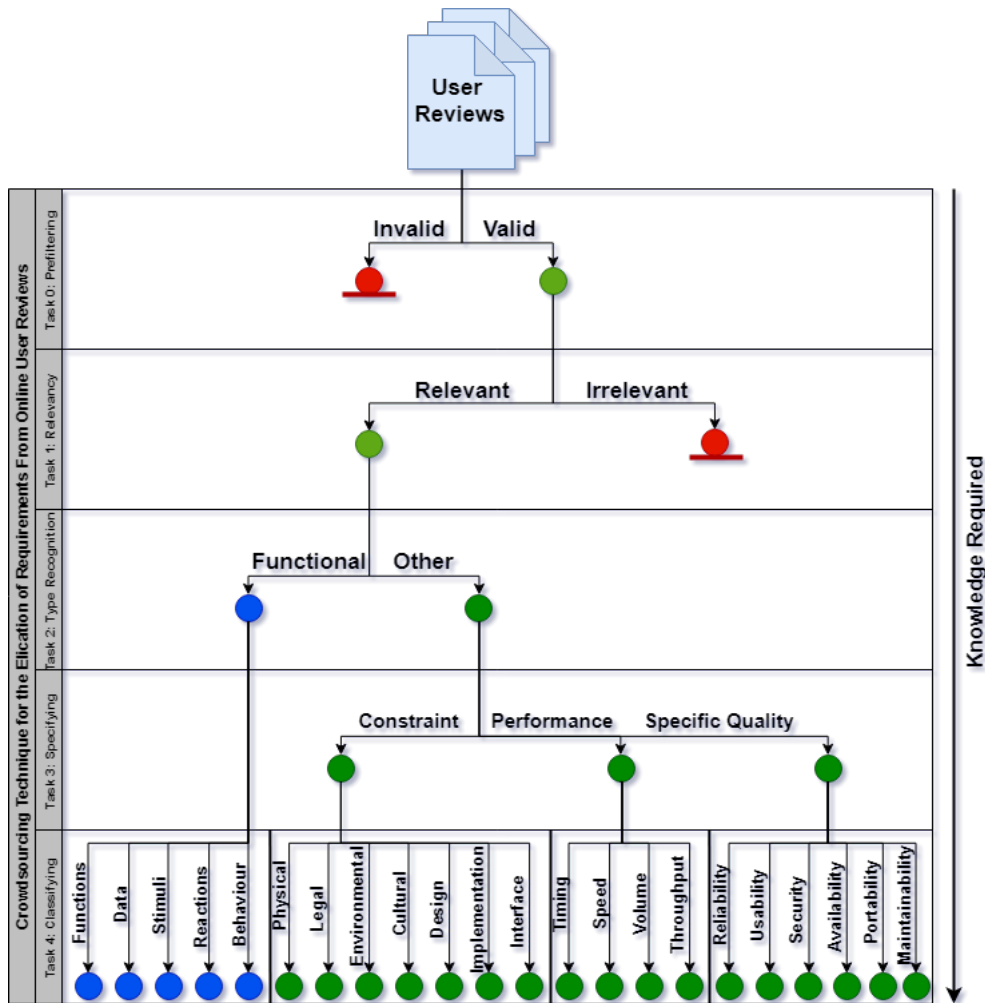 User
Reviews
Crowdsourcing Technique for the Elication of Requirements From Online User Reviews
Task 0: Prefiltering
Invalid
Valid
Task 1: Relevancy
Relevant
Irrelevant
Knowledge Required
Task 2: Type Recognition
Functional
Other
Task 3: Specifying
Constraint
Performance
Specific Quality
Task 4: Classifying
Functions
Data
Stimuli
Reactions
Behaviour
Physical
Legal
Environmental
Cultural
Design
Implementation
Interface
Timing
Speed
Volume
Throughput
Reliability
Usability
Security
Availability
Portability
Maintainability